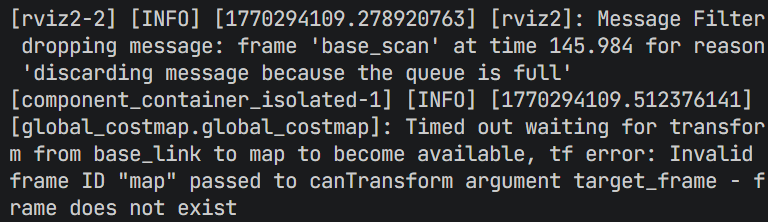 [rviz2-2] [INFO] [1770294109.278920763] [rviz2]: Message Filter
 dropping message: frame 'base_scan' at time 145.984 for reason
 'discarding message because the queue is full'
[component_container_isolated-1] [INFO] [1770294109.512376141]
[global_costmap.global_costmap]: Timed out waiting for transfor
m from base_link to map to become available, tf error: Invalid
frame ID "map" passed to canTransform argument target_frame - f
rame does not exist